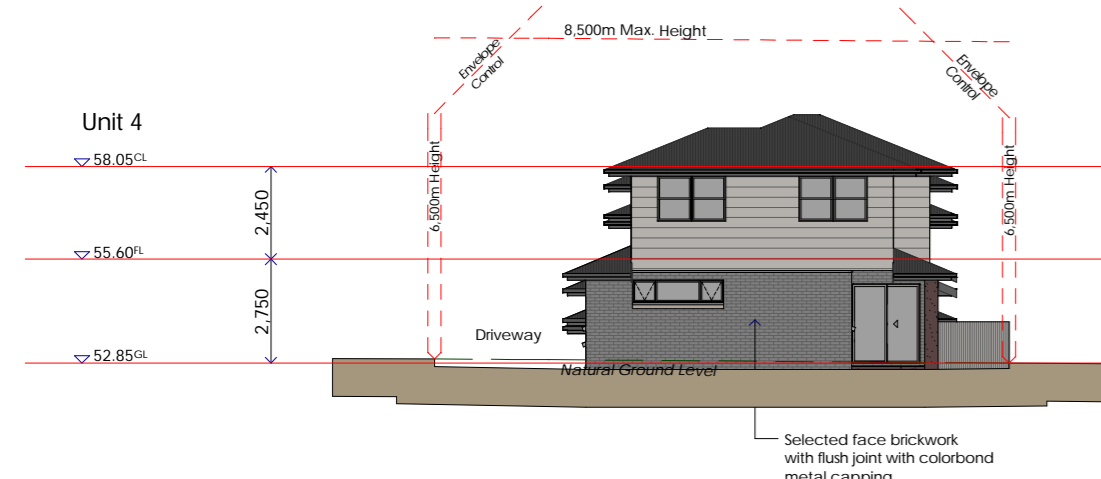 8,500m Max. Height
Envelope
Control
Envelope
Control
Unit 4
58.05CL
6,500m Height
6,500m Height
2,450
55.60FL
2,750
Driveway
52.85GL
Natural Ground Level
Selected face brickwork
with flush joint with colorbond
metal capping